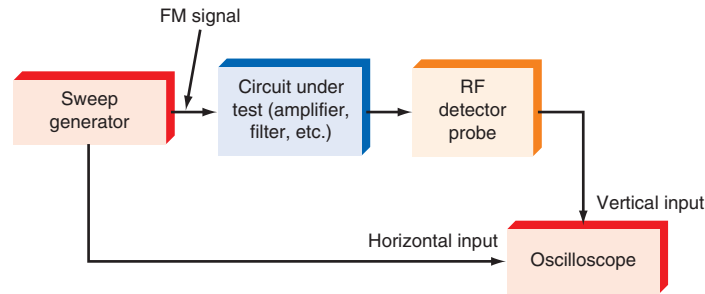 FM signal
Sweep
generator
Circuit under
test (amplifier,
filter, etc.)
RF
detector
probe
Vertical input
Horizontal input
Oscilloscope